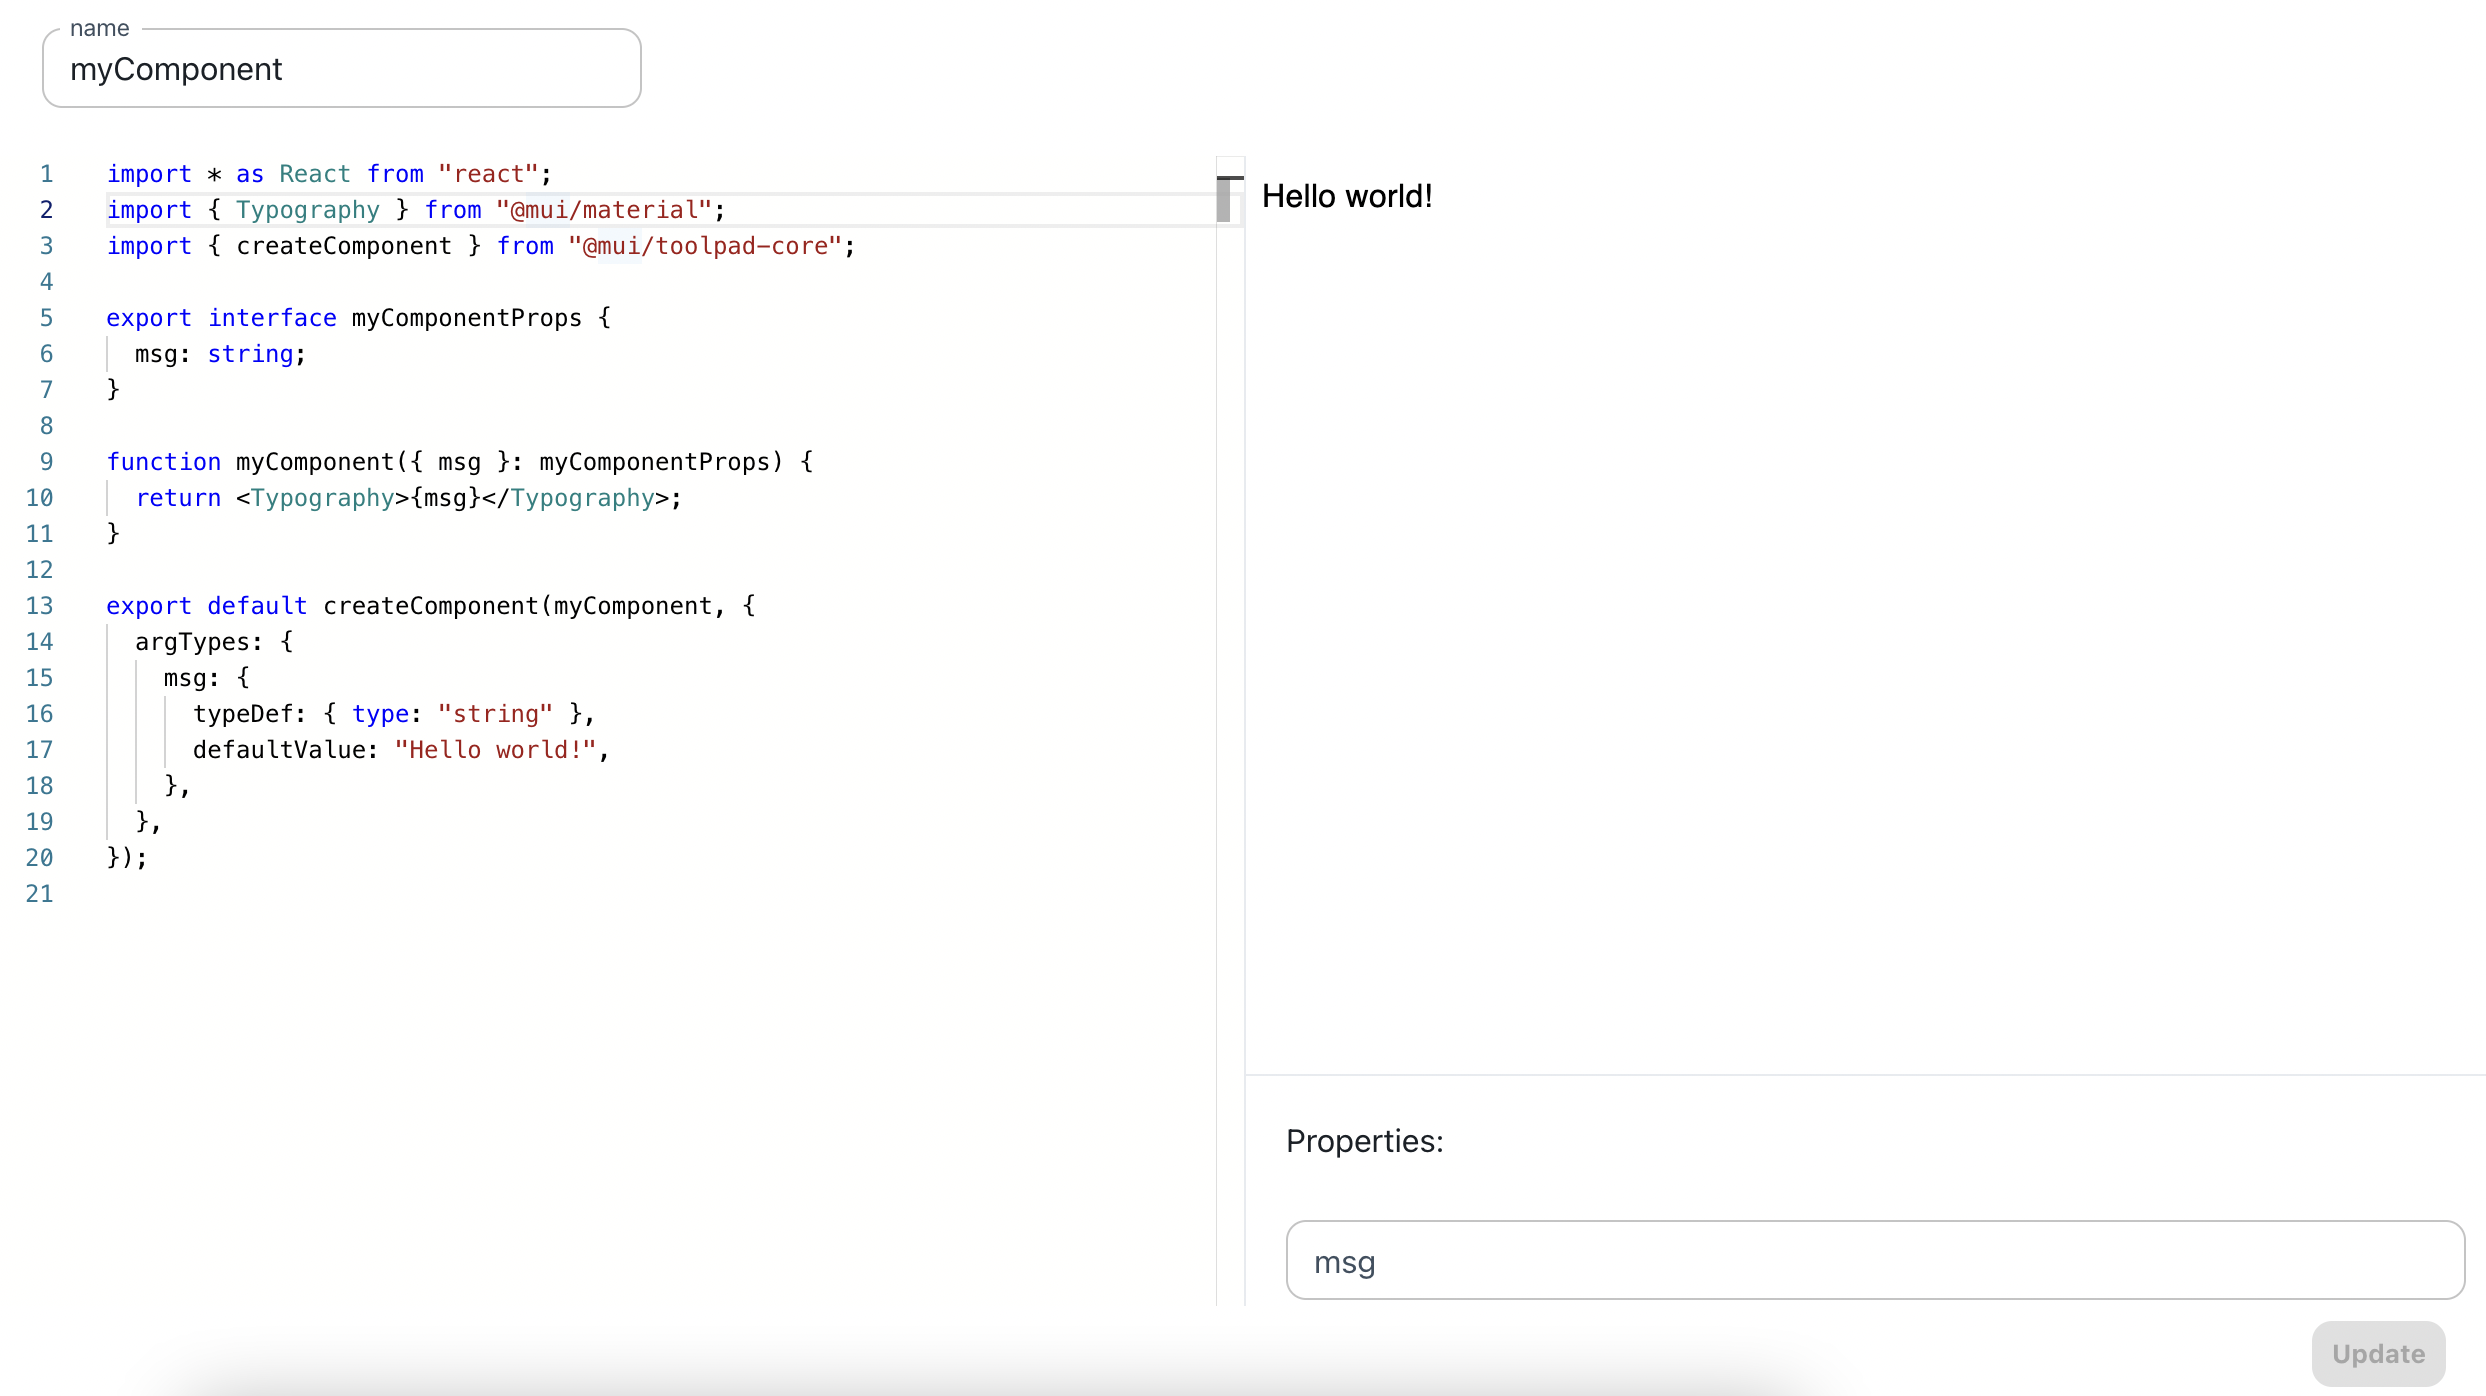 name
myComponent
1 import * as React from "react";
2 import { Typography } from "@mui/material";
3 import { createComponent } from "@mui/toolpad-core";
4
5 export interface myComponentProps {
6   msg: string;
7 }
8
9 function myComponent({ msg }: myComponentProps) {
10   return <Typography>{msg}</Typography>;
11 }
12
13 export default createComponent(myComponent, {
14   argTypes: {
15     msg: {
16       typeDef: { type: "string" },
17       defaultValue: "Hello world!",
18     },
19   },
20 });
21
Hello world!
Properties:
msg
Update